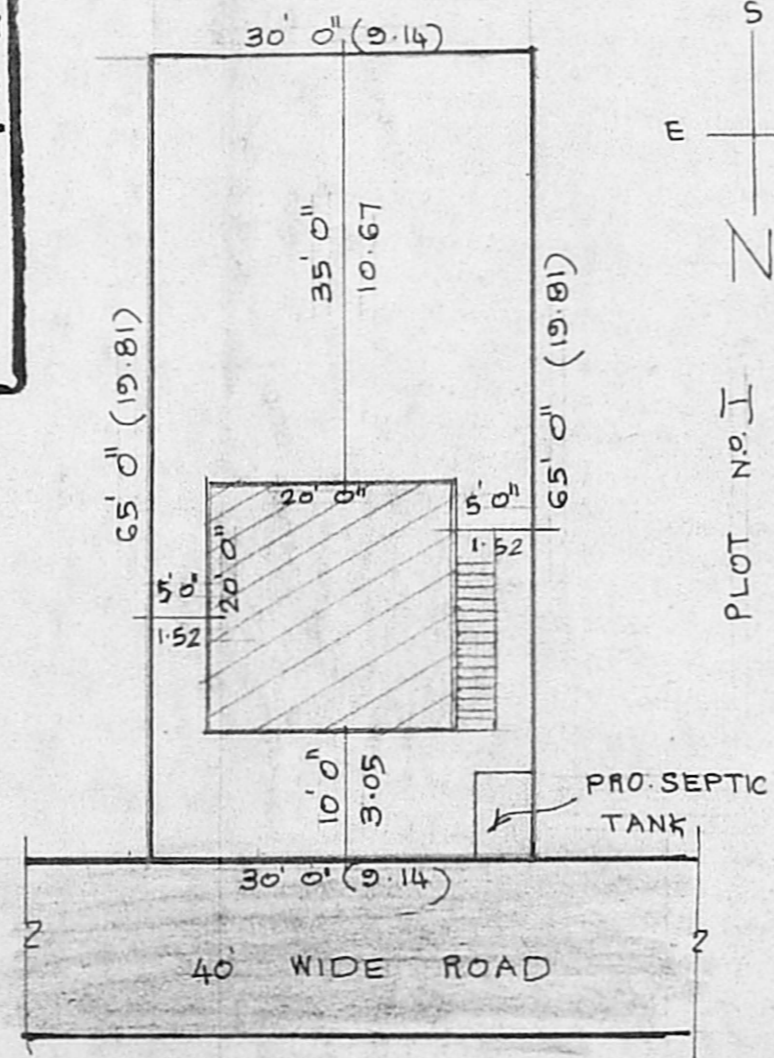 30' 0" (9.14)
S
E
N
35' 0"
10.67
65' 0" (19.81)
65' 0" (19.81)
PLOT NO. I
20' 0"
20' 0"
5' 0"
1.52
5' 0"
1.52
10' 0"
3.05
PRO. SEPTIC
TANK
30' 0' (9.14)
2
2
40' WIDE ROAD